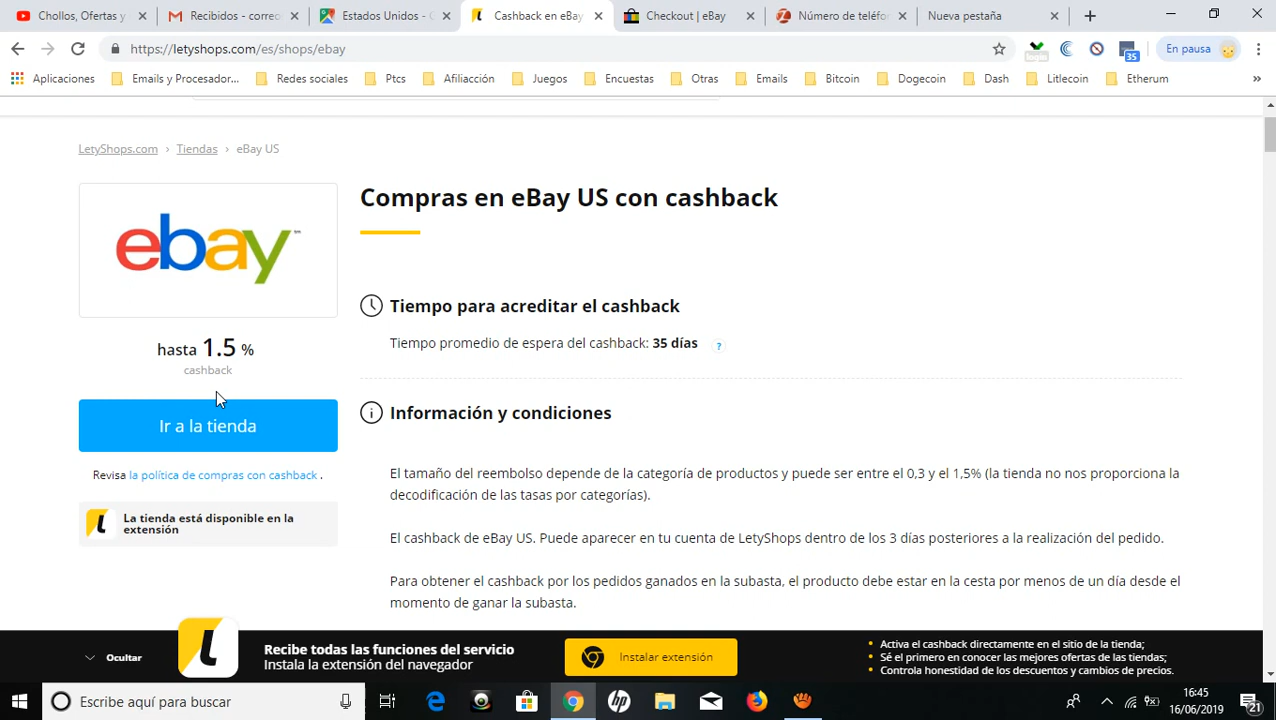 Chollos, Ofertas y
Recibidos - correo
Estados Unidos - G
Cashback en eBay
Checkout | eBay
Número de teléfo
Nueva pestaña
https://letyshops.com/es/shops/ebay
35
En pausa
Aplicaciones
Emails y Procesador...
Redes sociales
Ptcs
Afiliacción
Juegos
Encuestas
Otras
Emails
Bitcoin
Dogecoin
Dash
Litlecoin
Etherum
»
LetyShops.com › Tiendas › eBay US
ebay™
hasta 1.5 %
cashback
Ir a la tienda
Revisa la política de compras con cashback .
La tienda está disponible en la
extensión
Compras en eBay US con cashback
Tiempo para acreditar el cashback
Tiempo promedio de espera del cashback: 35 días ?
Información y condiciones
El tamaño del reembolso depende de la categoría de productos y puede ser entre el 0,3 y el 1,5% (la tienda no nos proporciona la
decodificación de las tasas por categorías).
El cashback de eBay US. Puede aparecer en tu cuenta de LetyShops dentro de los 3 días posteriores a la realización del pedido.
Para obtener el cashback por los pedidos ganados en la subasta, el producto debe estar en la cesta por menos de un día desde el
momento de ganar la subasta.
Ocultar
Recibe todas las funciones del servicio
Instala la extensión del navegador
Instalar extensión
• Activa el cashback directamente en el sitio de la tienda;
• Sé el primero en conocer las mejores ofertas de las tiendas;
• Controla honestidad de los descuentos y cambios de precios.
Escribe aquí para buscar
16:45
16/06/2019
21